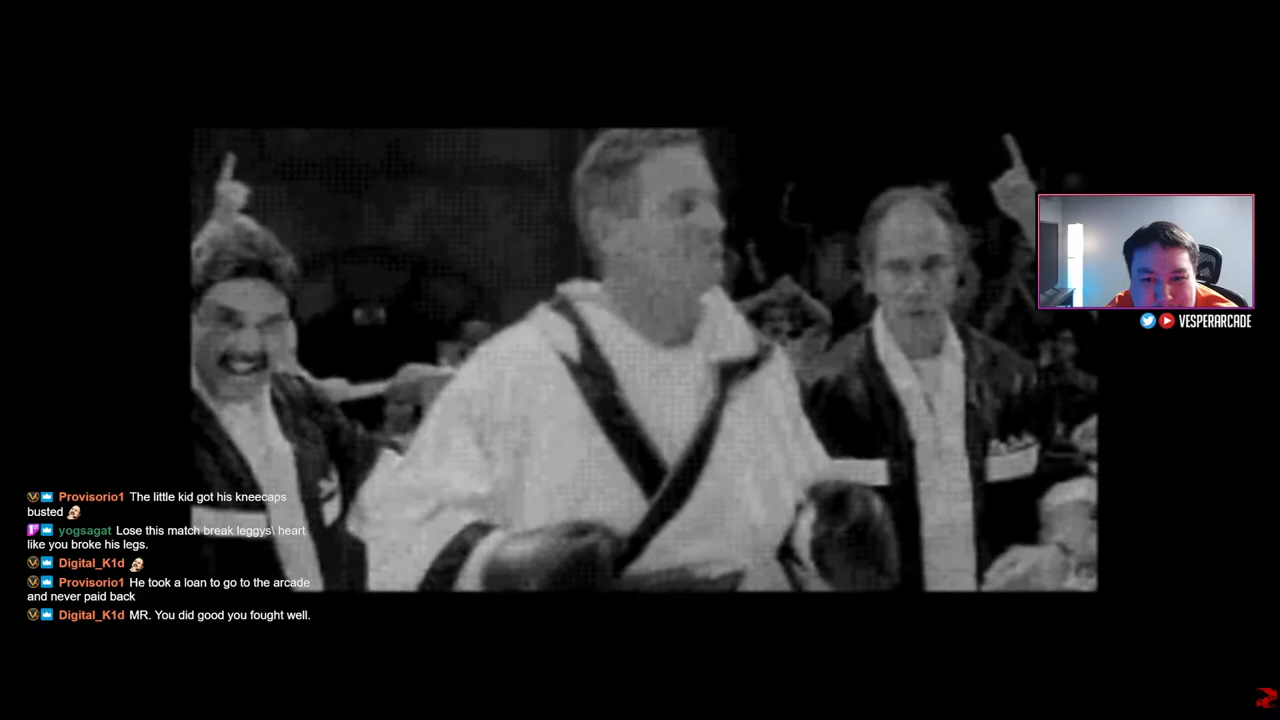 VESPERARCADE
Provisorio1 The little kid got his kneecaps
busted
yogsagat Lose this match break leggys\ heart
like you broke his legs.
Digital_K1d
Provisorio1 He took a loan to go to the arcade
and never paid back
Digital_K1d MR. You did good you fought well.